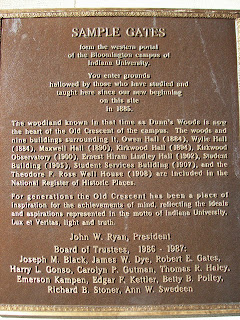 SAMPLE GATES
form the western portal
of the Bloomington campus of
Indiana University.
You enter grounds
hallowed by those who have studied and
taught here since our new beginning
on this site
in 1885.
The woodland known in that time as Dunn's Woods is now
the heart of the Old Crescent of the campus. The woods and
nine buildings surrounding it, Owen Hall (1884), Wylie Hall
(1884), Maxwell Hall (1890), Kirkwood Hall (1894), Kirkwood
Observatory (1900), Ernest Hiram Lindley Hall (1902), Student
Building (1905), Student Services Building (1907), and the
Theodore F. Rose Well House (1908) are included in the
National Register of Historic Places.
For generations the Old Crescent has been a place of
inspiration for the achievements of mind, reflecting the ideals
and aspirations represented in the motto of Indiana University,
Lux et Veritas, light and truth.
John W. Ryan, President
Board of Trustees, 1986 - 1987:
Joseph M. Black, James W. Dye, Robert E. Gates,
Harry L. Gonso, Carolyn P. Gutman, Thomas R. Haley,
Emerson Kampen, Edgar F. Kettler, Betty B. Polley,
Richard B. Stoner, Ann W. Swedeen